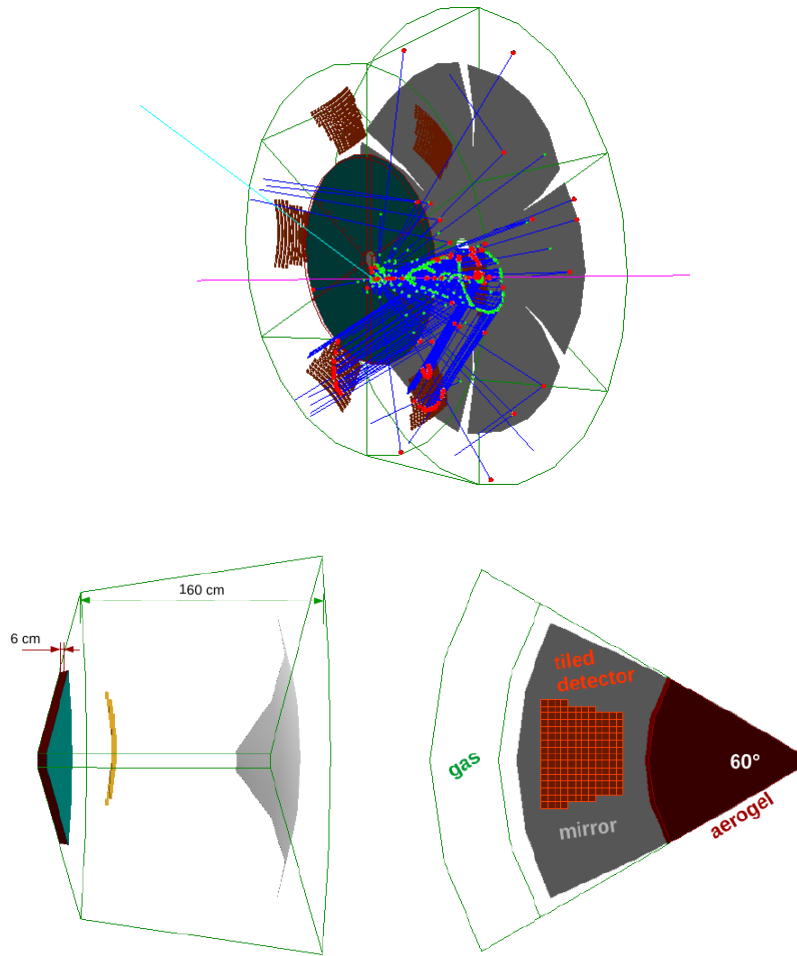 160 cm
6 cm
tiled
detector
gas
60°
mirror
aerogel